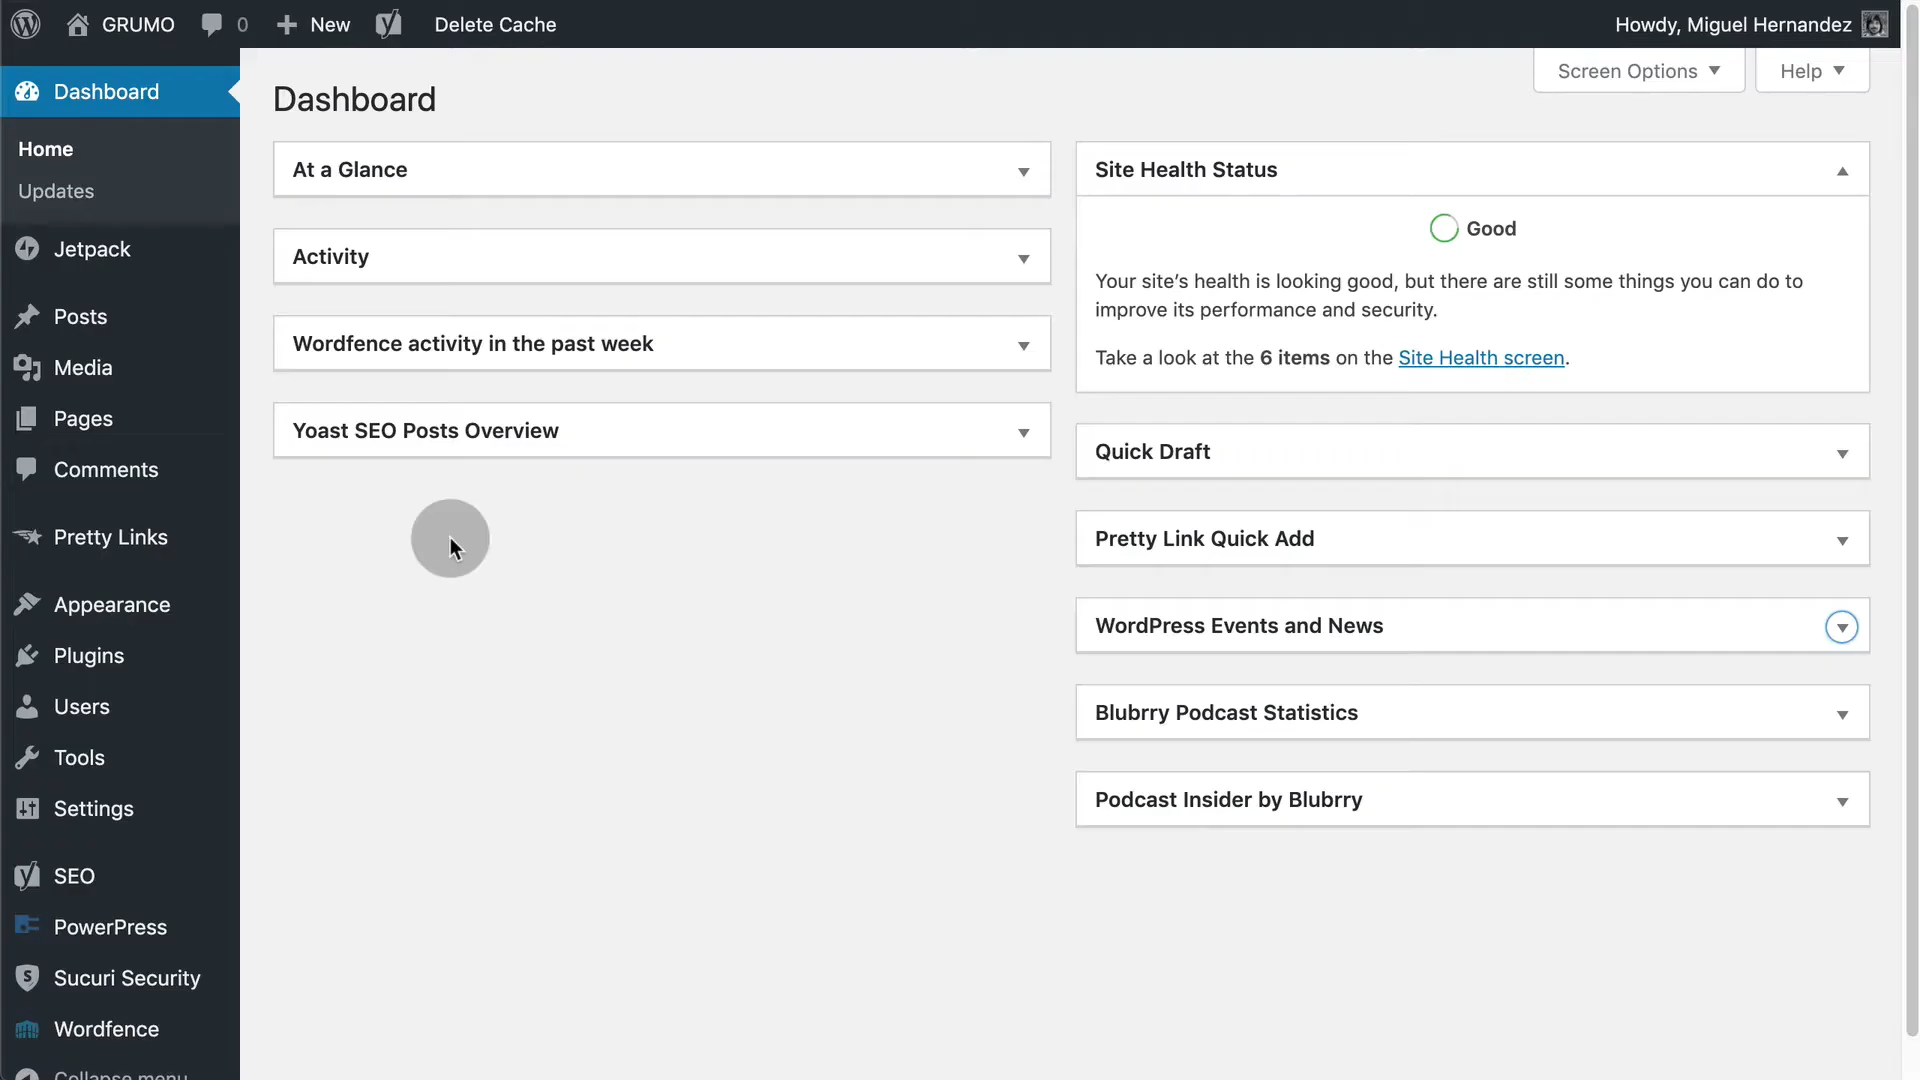 GRUMO 0 New Delete Cache Howdy, Miguel Hernandez
Screen Options Help
Dashboard
Home
Updates
Jetpack
Posts
Media
Pages
Comments
Pretty Links
Appearance
Plugins
Users
Tools
Settings
SEO
PowerPress
Sucuri Security
Wordfence
Collapse menu
Dashboard
At a Glance
Activity
Wordfence activity in the past week
Yoast SEO Posts Overview
Site Health Status
Good
Your site’s health is looking good, but there are still some things you can do to
improve its performance and security.
Take a look at the 6 items on the Site Health screen.
Quick Draft
Pretty Link Quick Add
WordPress Events and News
Blubrry Podcast Statistics
Podcast Insider by Blubrry